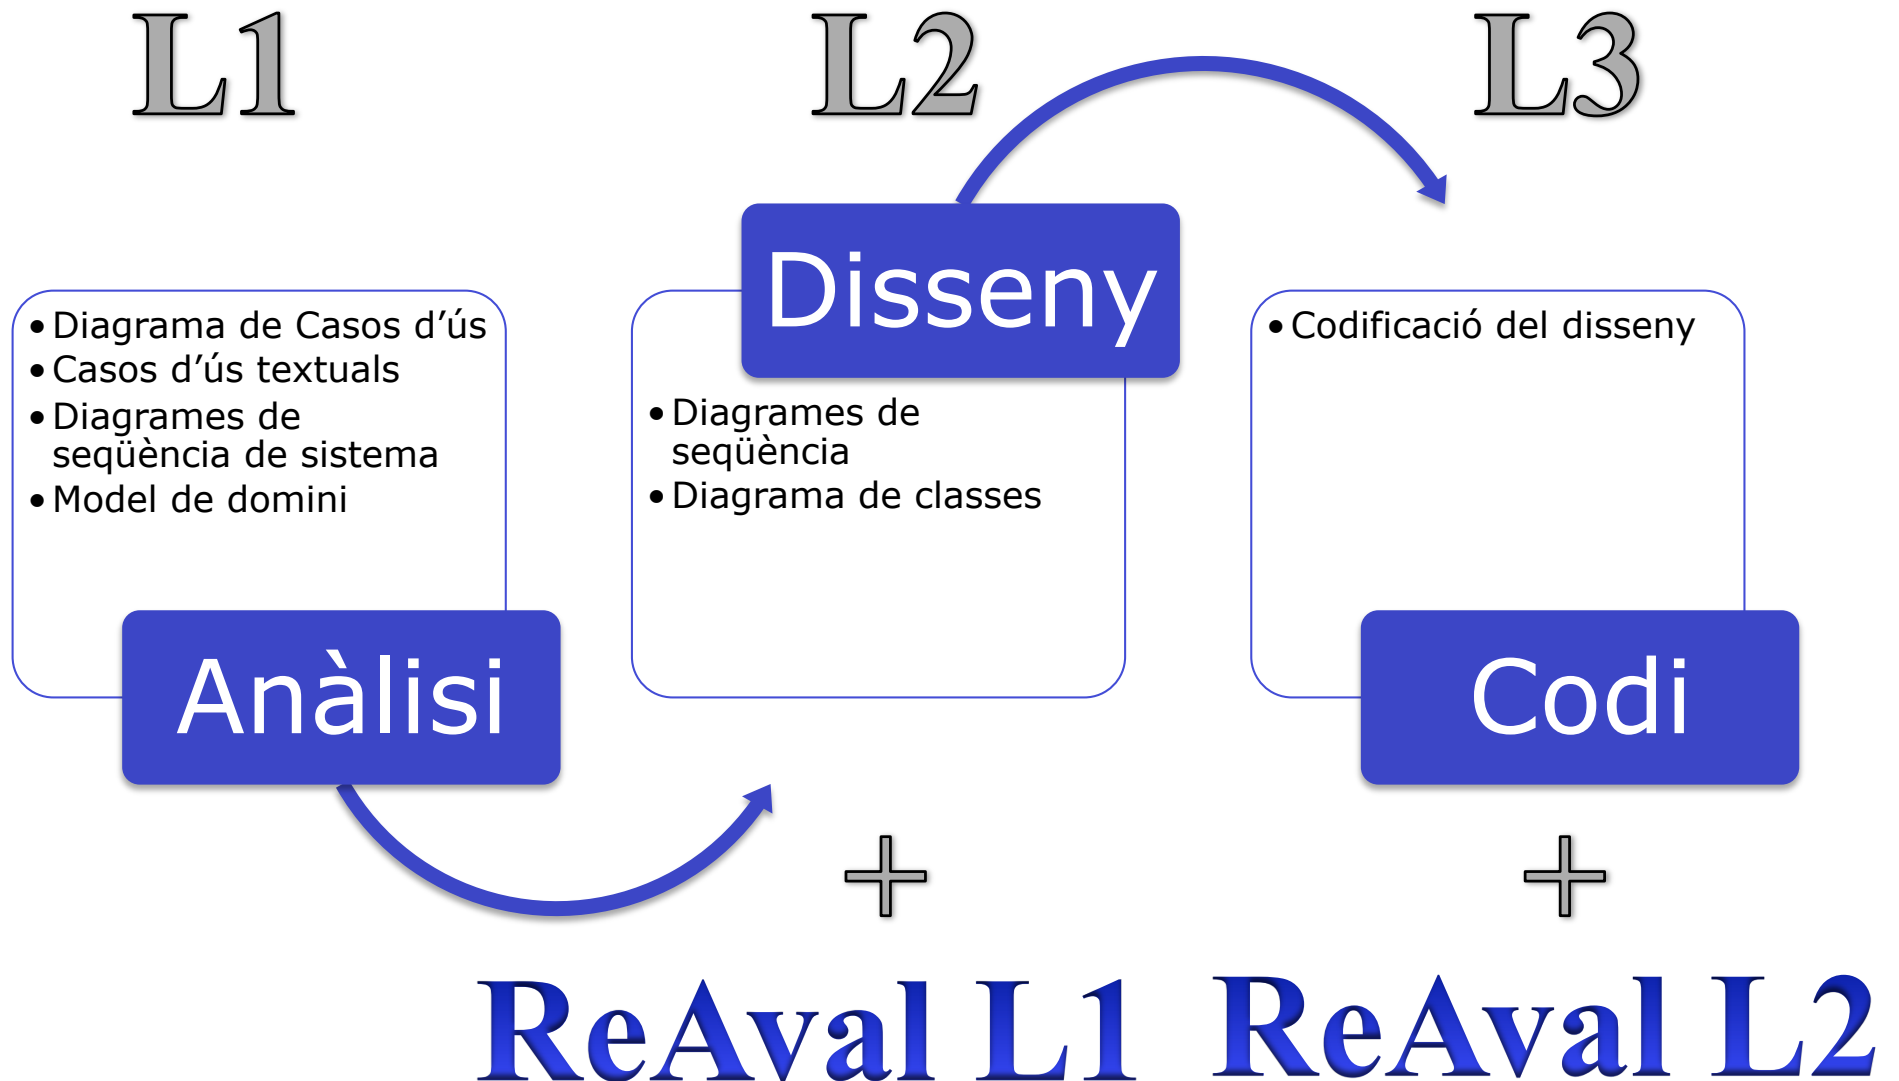 L1
L2
L3
•Diagrama de Casos d’ús
•Casos d’ús textuals
•Diagrames de
seqüència de sistema
•Model de domini
Anàlisi
Disseny
•Diagrames de
seqüència
•Diagrama de classes
•Codificació del disseny
Codi
+
+
ReAval L1
ReAval L2